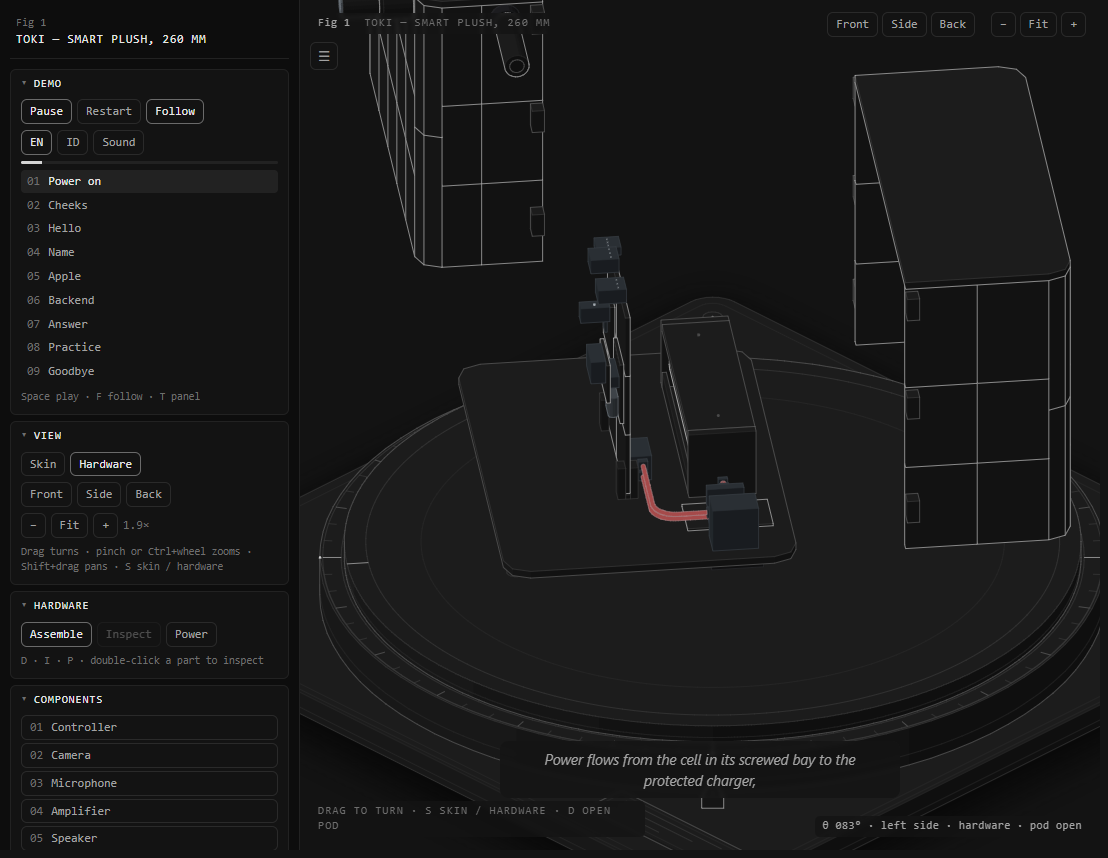 Fig 1
TOKI — SMART PLUSH, 260 MM
DEMO
Pause Restart Follow
EN ID Sound
01 Power on
02 Cheeks
03 Hello
04 Name
05 Apple
06 Backend
07 Answer
08 Practice
09 Goodbye
Space play · F follow · T panel
VIEW
Skin Hardware
Front Side Back
− Fit + 1.9×
Drag turns · pinch or Ctrl+wheel zooms ·
Shift+drag pans · S skin / hardware
HARDWARE
Assemble Inspect Power
D · I · P · double-click a part to inspect
COMPONENTS
01 Controller
02 Camera
03 Microphone
04 Amplifier
05 Speaker
Fig 1 TOKI — SMART PLUSH, 260 MM
Front Side Back − Fit +
Power flows from the cell in its screwed bay to the
protected charger,
DRAG TO TURN · S SKIN / HARDWARE · D OPEN
POD
θ 083° · left side · hardware · pod open